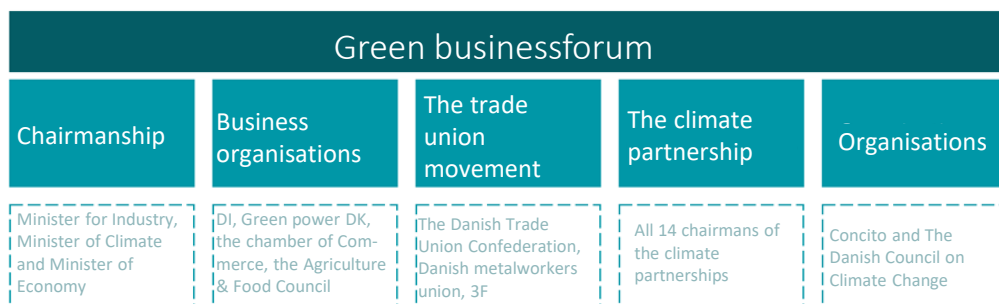 Green businessforum
Chairmanship
Business
organisations
The trade
union
movement
The climate
partnership
Organisations
Minister for Industry,
Minister of Climate
and Minister of
Economy
DI, Green power DK,
the chamber of Com-
merce, the Agriculture
& Food Council
The Danish Trade
Union Confederation,
Danish metalworkers
union, 3F
All 14 chairmans of
the climate
partnerships
Concito and The
Danish Council on
Climate Change